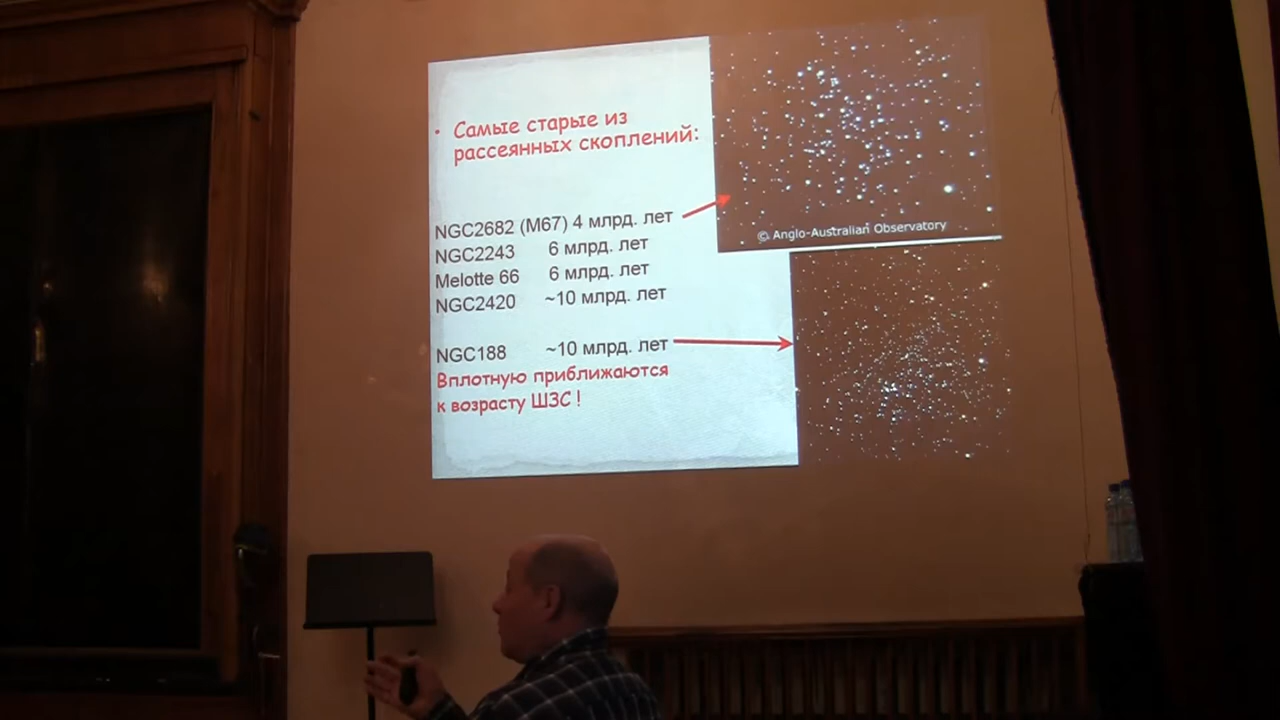 • Самые старые из
рассеянных скоплений:
NGC2682 (M67) 4 млрд. лет
NGC2243 6 млрд. лет
Melotte 66 6 млрд. лет
NGC2420 ~10 млрд. лет
NGC188 ~10 млрд. лет
Вплотную приближаются
к возрасту ШЗС !
© Anglo-Australian Observatory